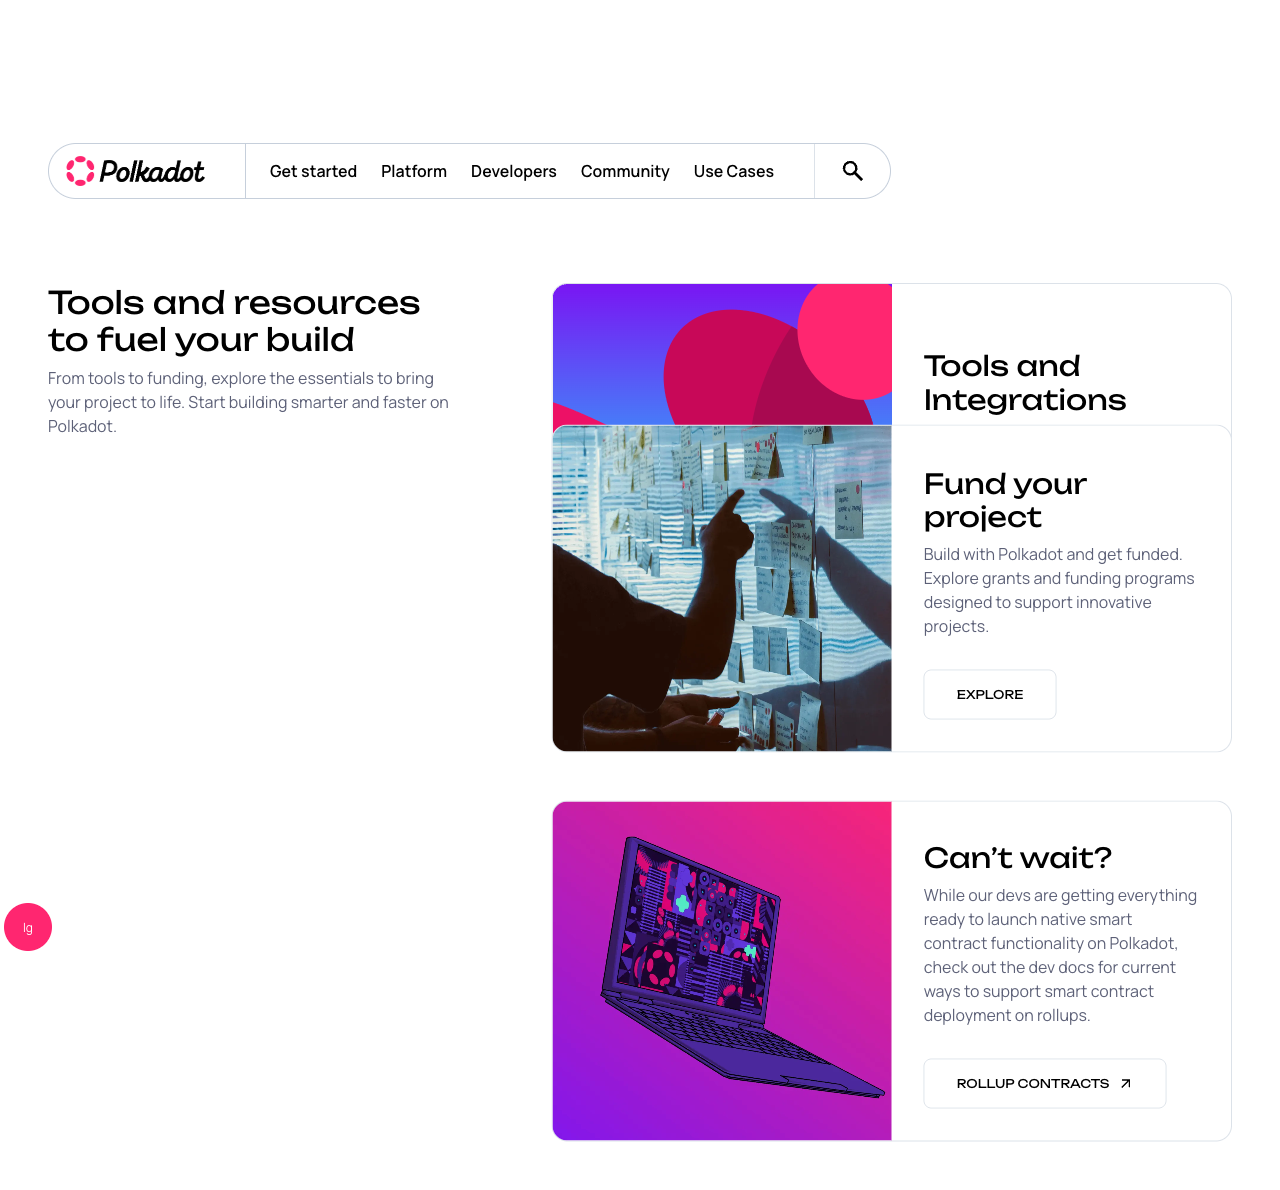 Polkadot
Get started
Platform
Developers
Community
Use Cases
Tools and resources
to fuel your build
From tools to funding, explore the essentials to bring
your project to life. Start building smarter and faster on
Polkadot.
Tools and
Integrations
Fund your
project
Build with Polkadot and get funded.
Explore grants and funding programs
designed to support innovative
projects.
EXPLORE
Can’t wait?
While our devs are getting everything
ready to launch native smart
contract functionality on Polkadot,
check out the dev docs for current
ways to support smart contract
deployment on rollups.
ROLLUP CONTRACTS
lg